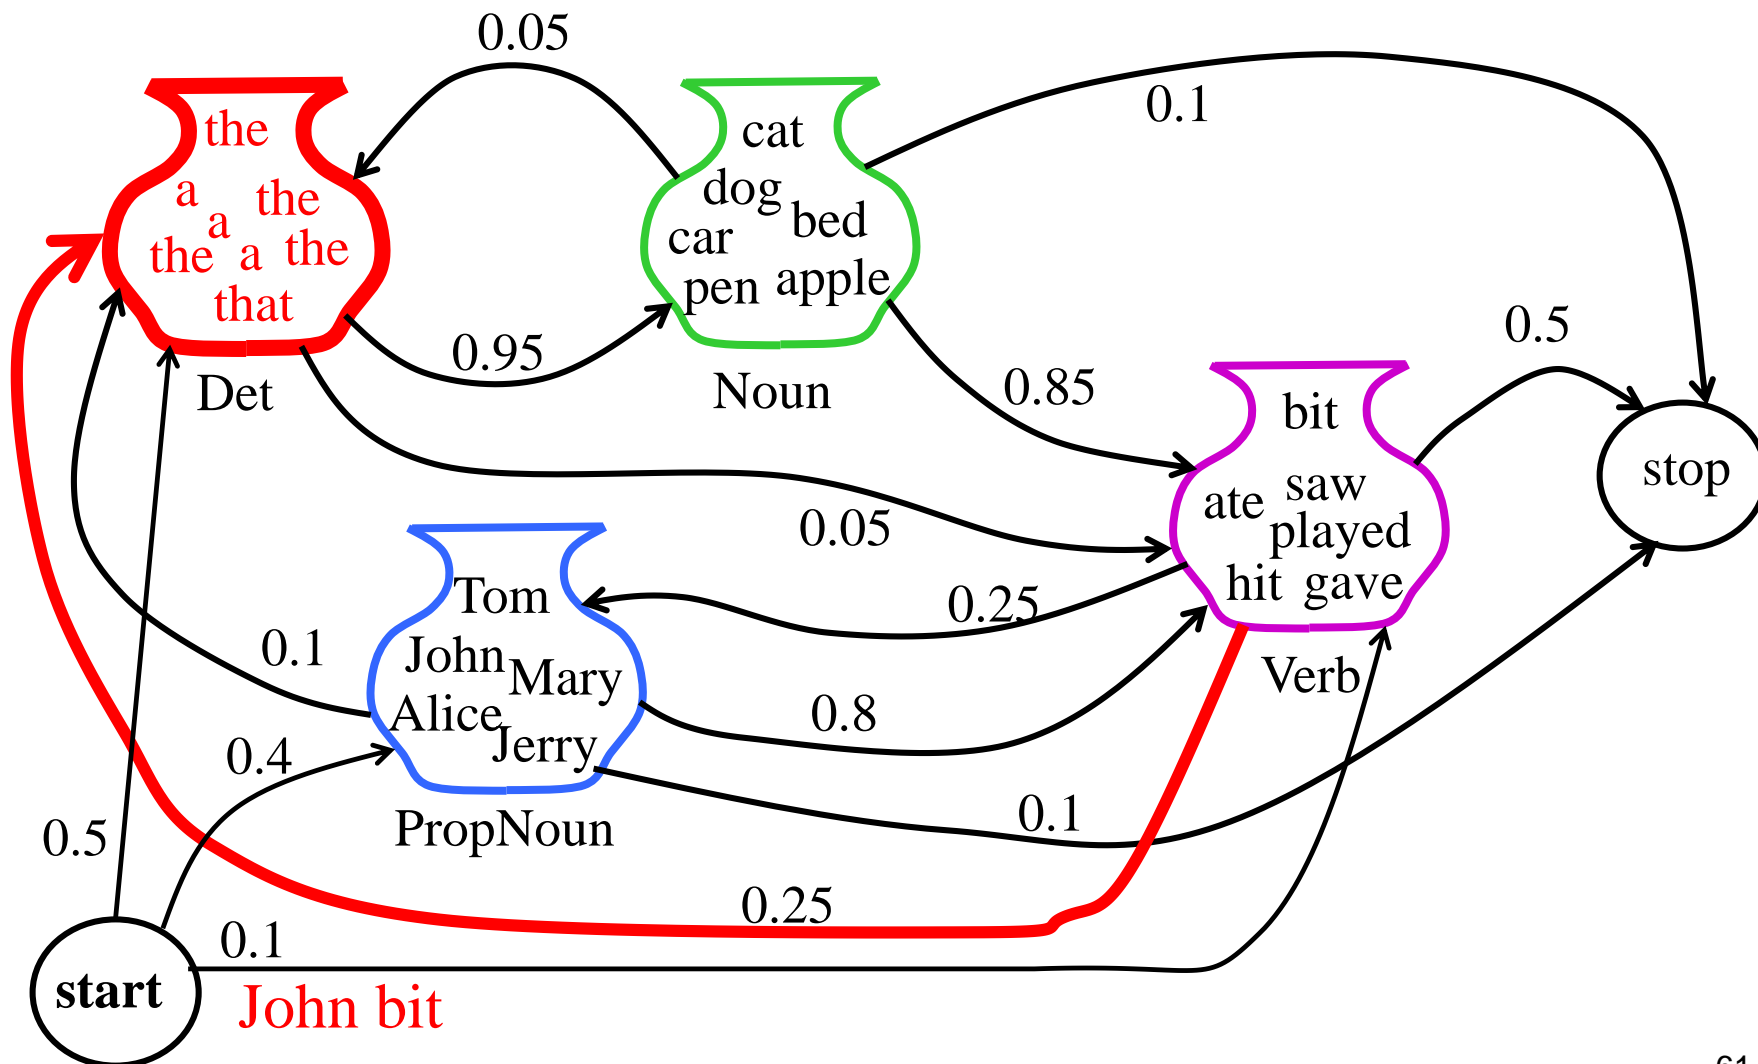 0.05
0.1
the
a the
a
the a the
that
Det
0.95
cat
dog
bed
car
pen apple
Noun
0.85
0.5
stop
bit
saw
ate
played
hit gave
Verb
0.05
0.25
Tom
John
Mary
Alice
Jerry
PropNoun
0.1
0.4
0.8
0.1
0.5
0.25
0.1
start
John bit
61